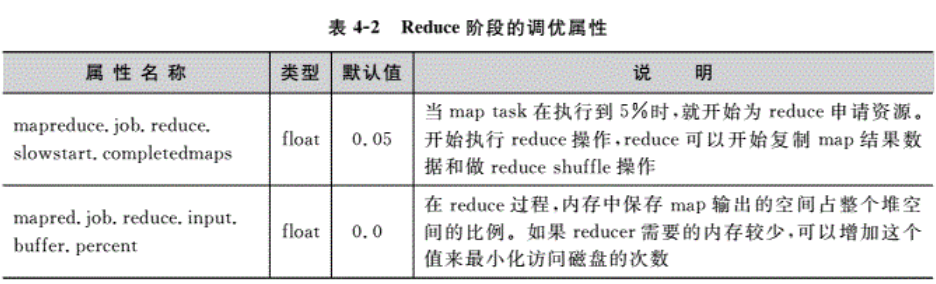 表 4-2 Reduce 阶段的调优属性
属 性 名 称 类型 默认值 说 明
mapreduce. job. reduce. slowstart. completedmaps float 0. 05 当 map task 在执行到 5%时,就开始为 reduce 申请资源。
开始执行 reduce 操作,reduce 可以开始复制 map 结果数
据和做 reduce shuffle 操作
mapred. job. reduce. input. buffer. percent float 0. 0 在 reduce 过程,内存中保存 map 输出的空间占整个堆空
间的比例。如果 reducer 需要的内存较少,可以增加这个
值来最小化访问磁盘的次数